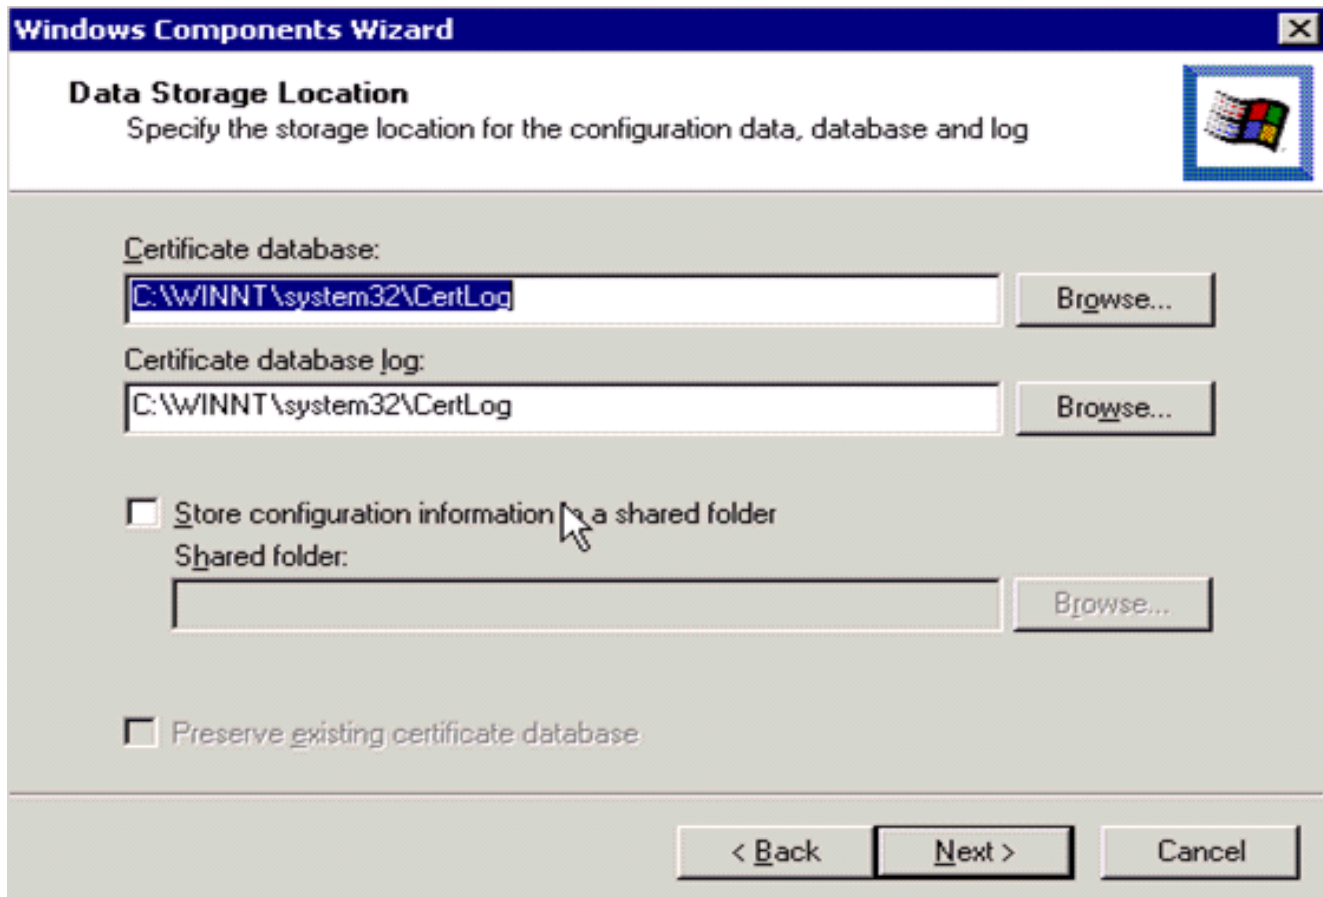 Windows Components Wizard
Data Storage Location
Specify the storage location for the configuration data, database and log
Certificate database:
C:\WINNT\system32\CertLog
Browse...
Certificate database log:
C:\WINNT\system32\CertLog
Browse...
Store configuration information a shared folder
Shared folder:
Browse...
Preserve existing certificate database
< Back
Next >
Cancel